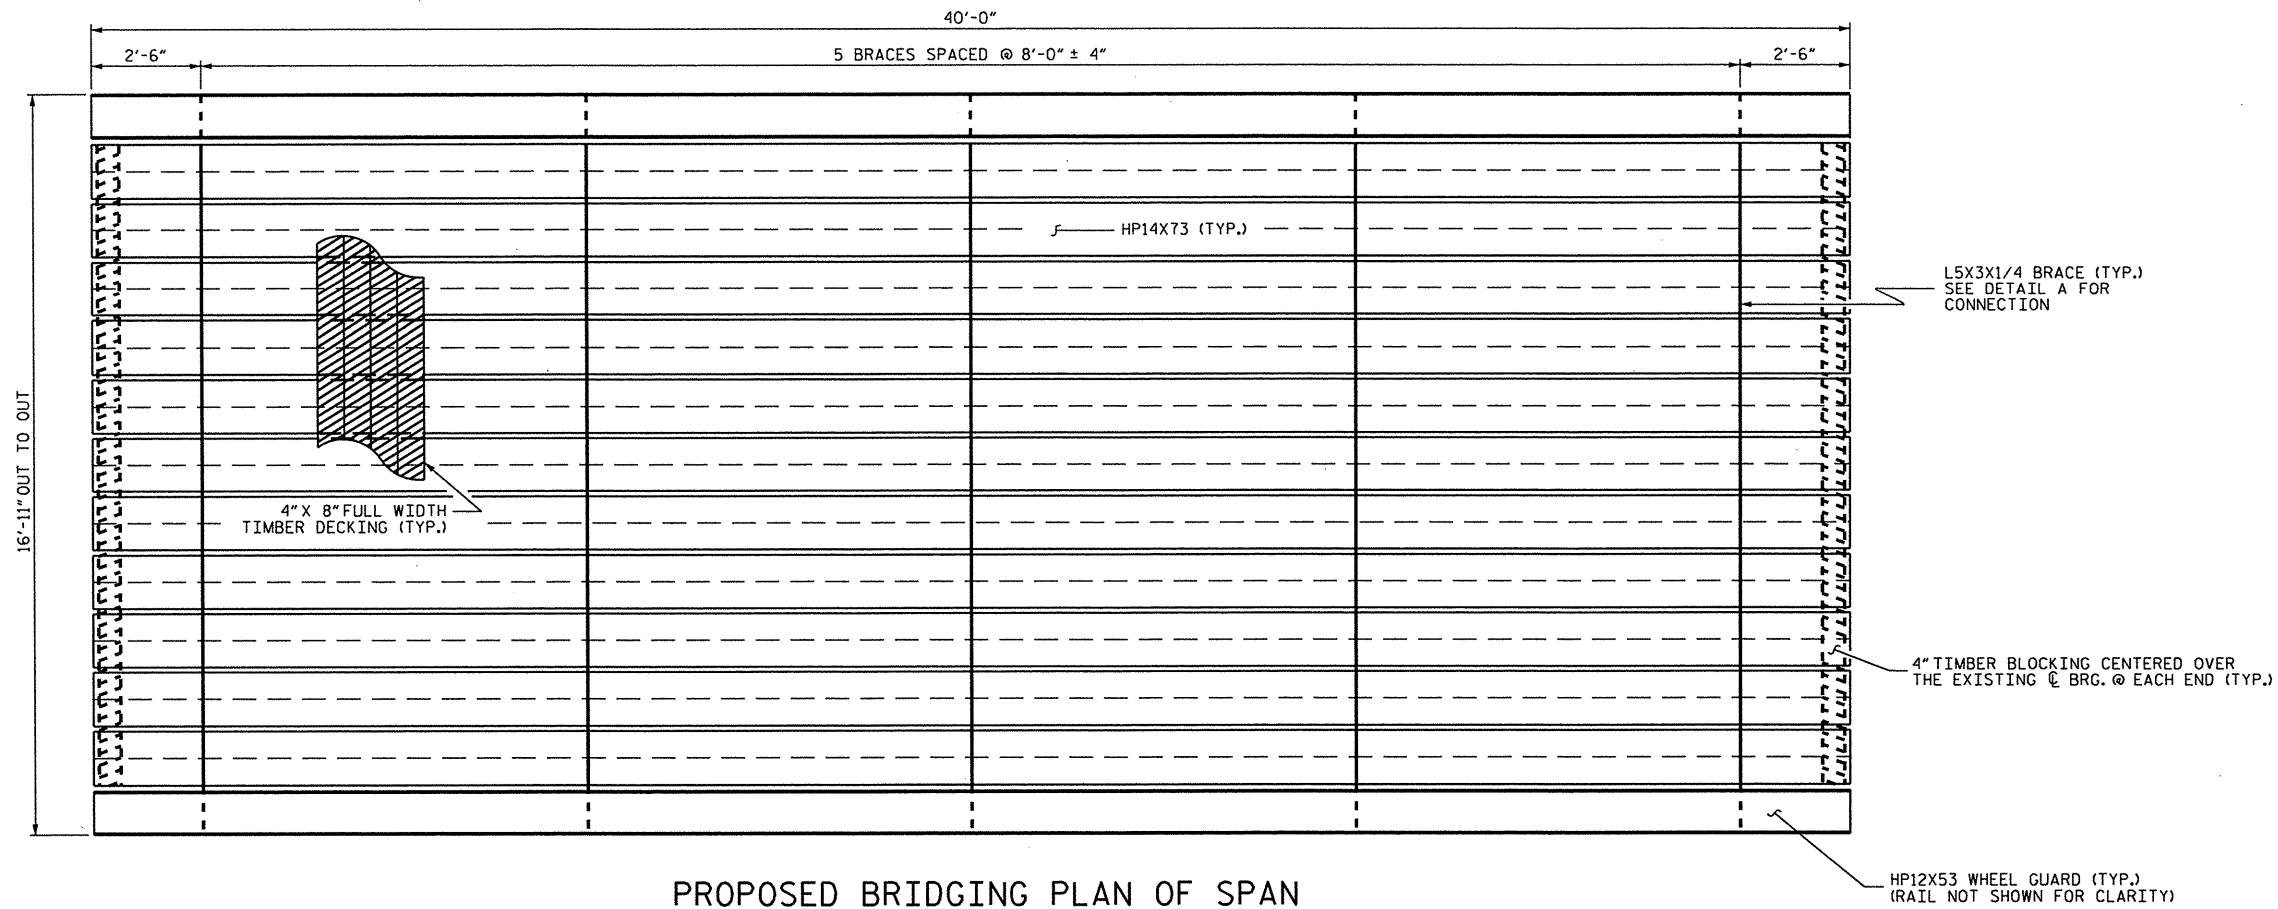 40'-0"
2'-6"
5 BRACES SPACED @ 8'-0" ± 4"
2'-6"
16'-11" OUT TO OUT
HP14X73 (TYP.)
L5X3X1/4 BRACE (TYP.)
SEE DETAIL A FOR
CONNECTION
4" X 8" FULL WIDTH
TIMBER DECKING (TYP.)
4" TIMBER BLOCKING CENTERED OVER
THE EXISTING ℄ BRG. @ EACH END (TYP.)
HP12X53 WHEEL GUARD (TYP.)
(RAIL NOT SHOWN FOR CLARITY)
PROPOSED BRIDGING PLAN OF SPAN